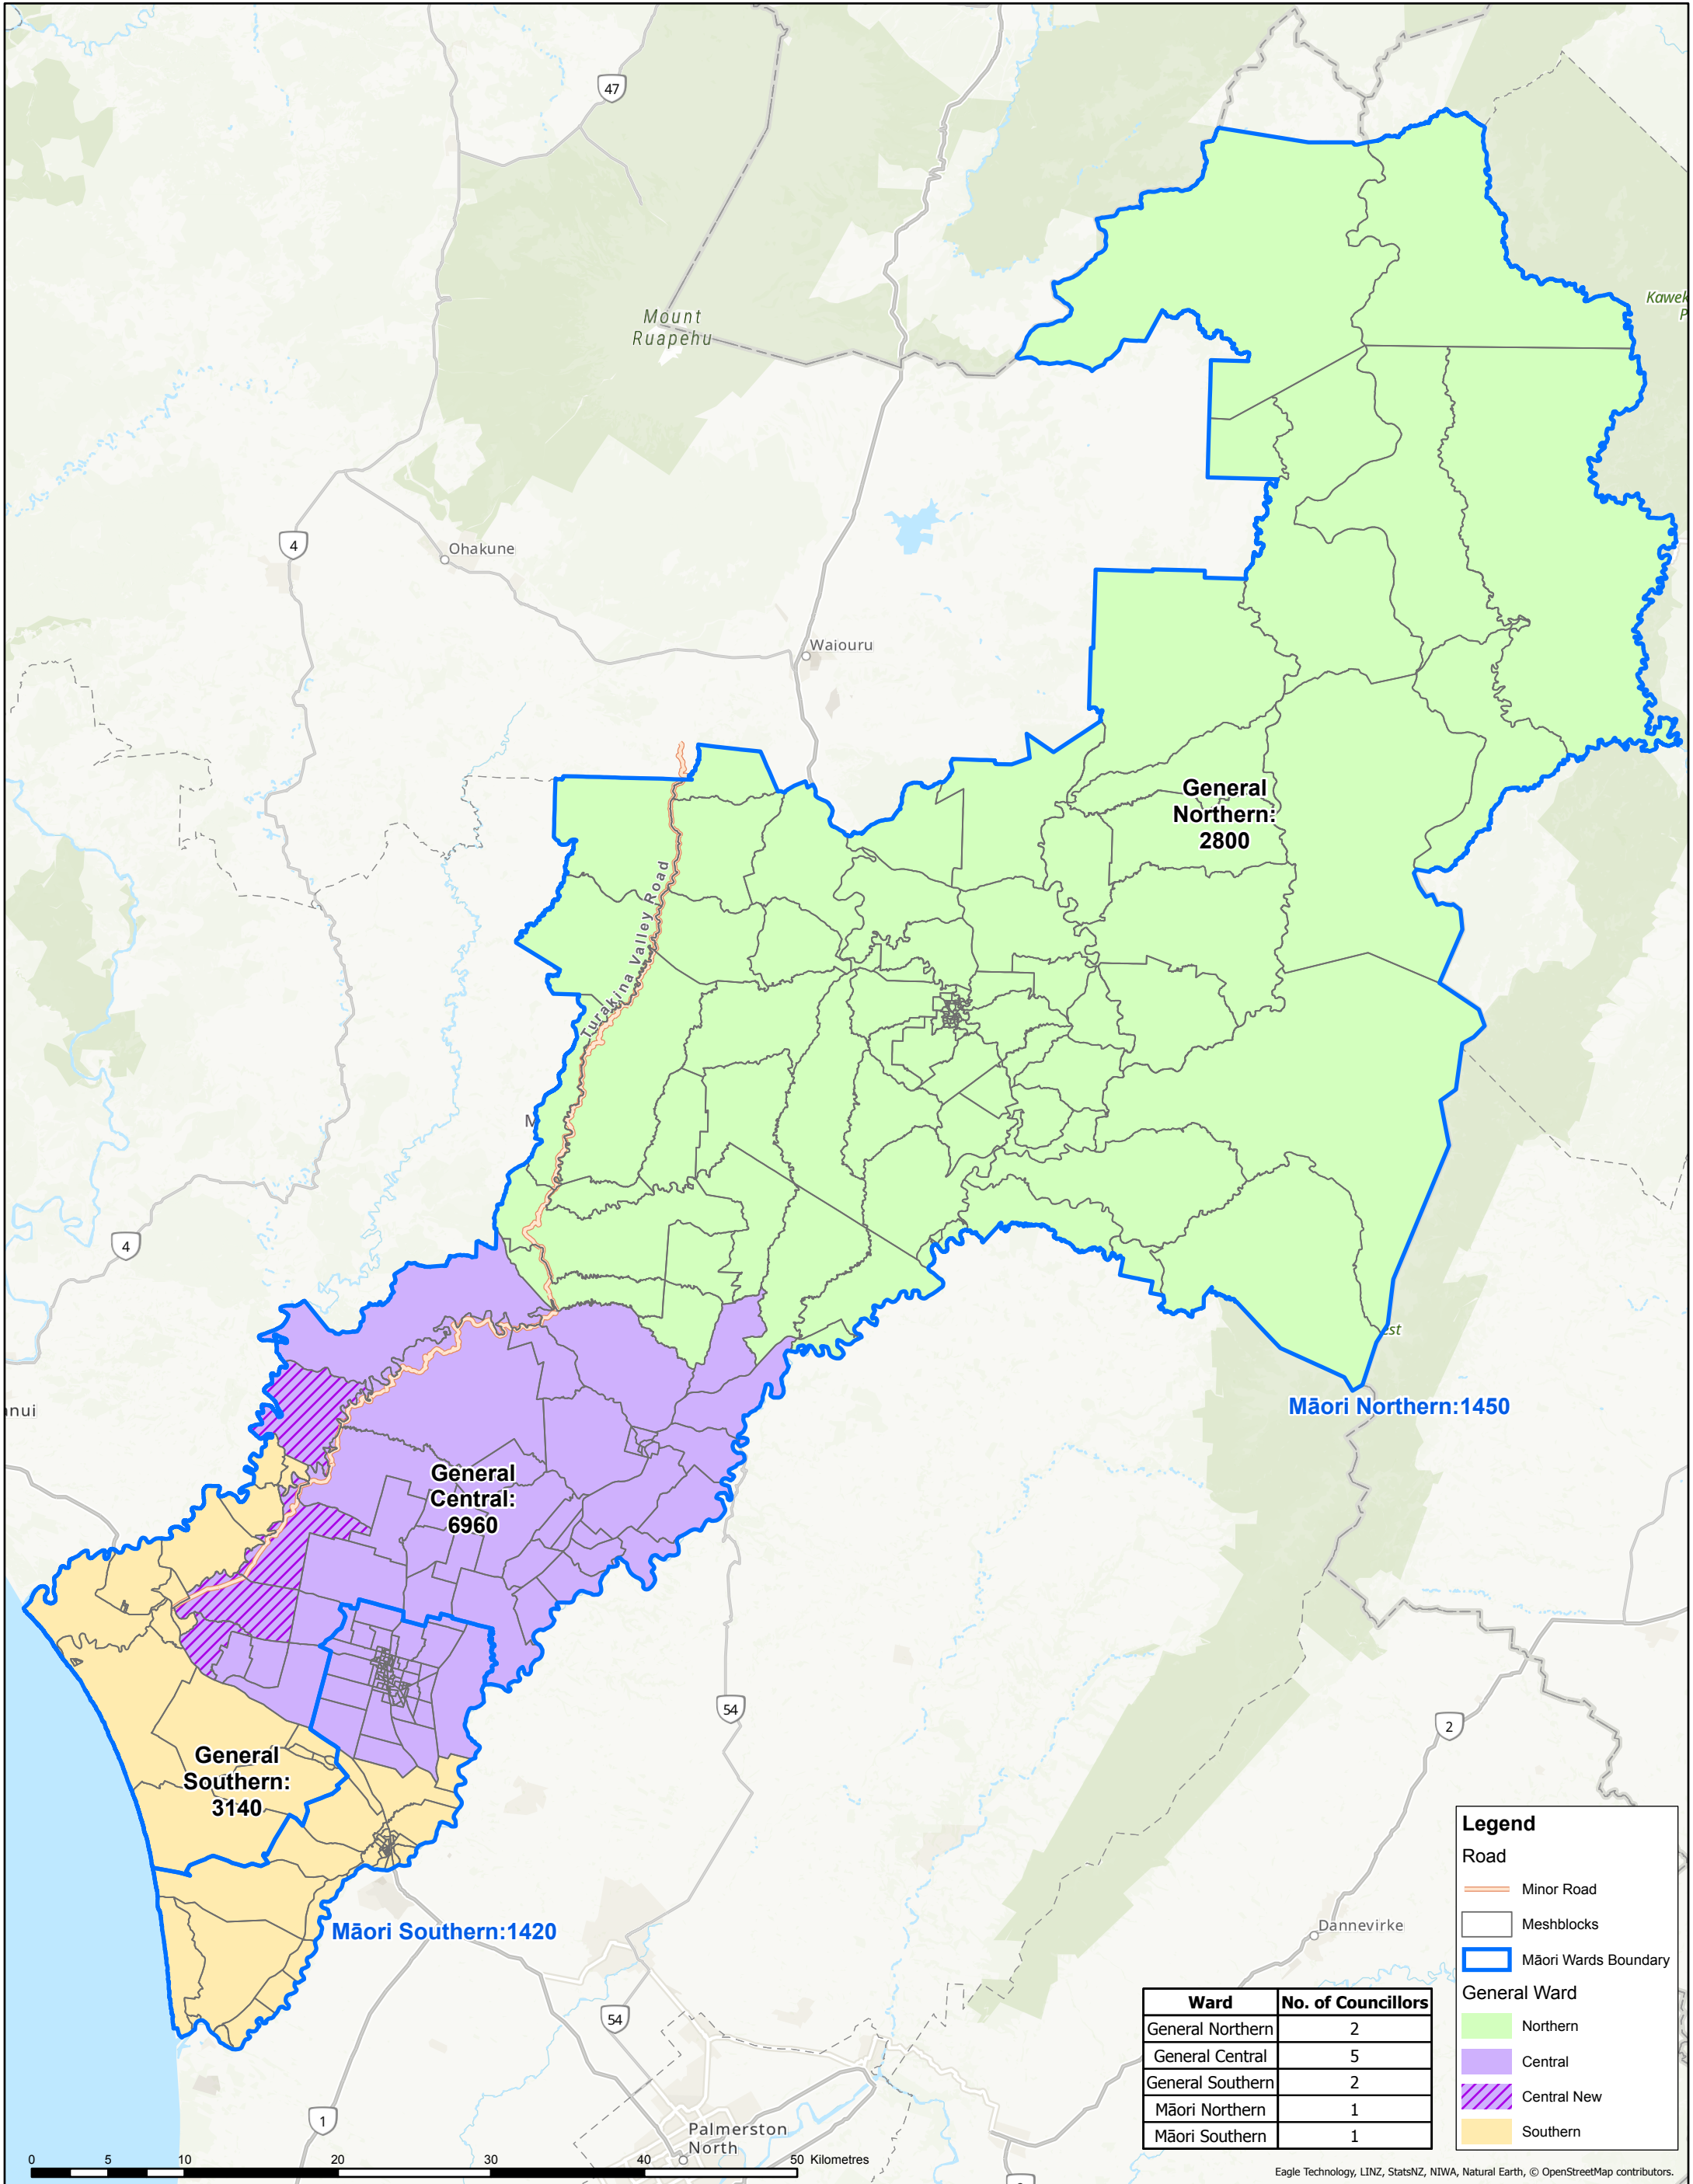 47
Kawek
P
Mount
Ruapehu
4
Ohakune
Waiouru
General
Northern:
2800
Turakina Valley Road
M
4
est
Māori Northern:1450
anui
General
Central:
6960
54
2
General
Southern:
3140
Māori Southern:1420
Dannevirke
54
1
Palmerston
North
Legend
Road
Minor Road
Meshblocks
Māori Wards Boundary
General Ward
Northern
Central
Central New
Southern
Ward No. of Councillors
General Northern 2
General Central 5
General Southern 2
Māori Northern 1
Māori Southern 1
0 5 10 20 30 40 50 Kilometres
Eagle Technology, LINZ, StatsNZ, NIWA, Natural Earth, © OpenStreetMap contributors.